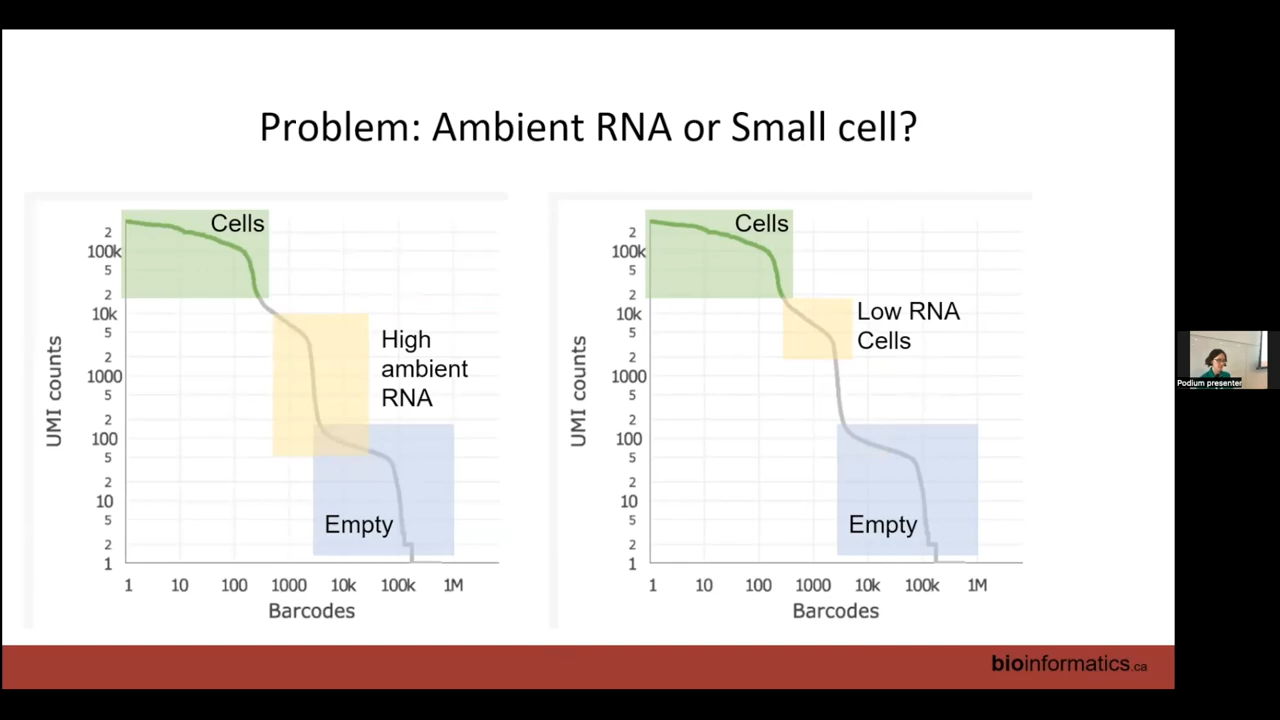 Problem: Ambient RNA or Small cell?
Cells
2
100k
5
2
10k
5
2
1000
5
2
100
5
2
10
5
2
1
UMI counts
High
ambient
RNA
Empty
1
10
100
1000
10k
100k
1M
Barcodes
Cells
2
100k
5
2
10k
5
2
1000
5
2
100
5
2
10
5
2
1
UMI counts
Low RNA
Cells
Empty
1
10
100
1000
10k
100k
1M
Barcodes
bioinformatics.ca
Podium presenter